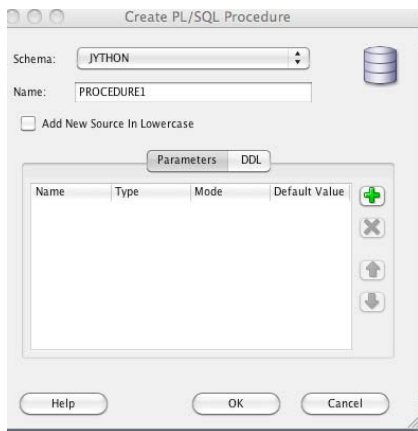 Create PL/SQL Procedure
Schema: JYTHON
Name: PROCEDURE1
Add New Source In Lowercase
Parameters DDL
Name Type Mode Default Value
Help OK Cancel